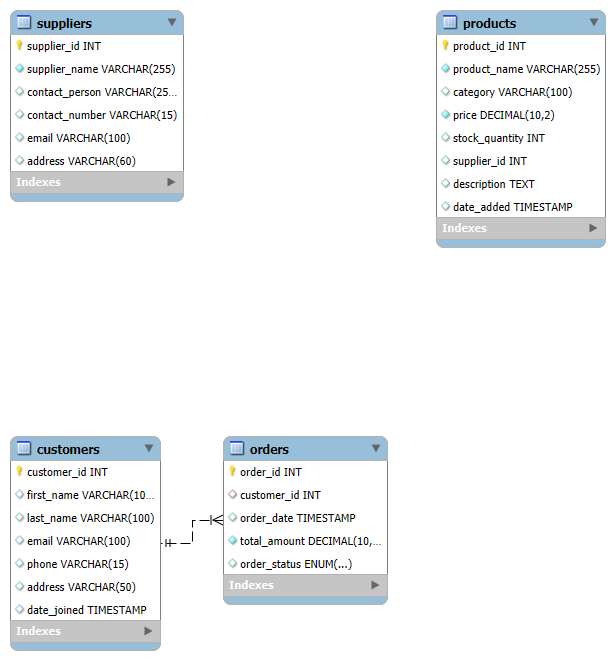 suppliers
supplier_id INT
supplier_name VARCHAR(255)
contact_person VARCHAR(25...
contact_number VARCHAR(15)
email VARCHAR(100)
address VARCHAR(60)
Indexes
products
product_id INT
product_name VARCHAR(255)
category VARCHAR(100)
price DECIMAL(10,2)
stock_quantity INT
supplier_id INT
description TEXT
date_added TIMESTAMP
Indexes
customers
customer_id INT
first_name VARCHAR(10...
last_name VARCHAR(100)
email VARCHAR(100)
phone VARCHAR(15)
address VARCHAR(50)
date_joined TIMESTAMP
Indexes
orders
order_id INT
customer_id INT
order_date TIMESTAMP
total_amount DECIMAL(10,...
order_status ENUM(...)
Indexes